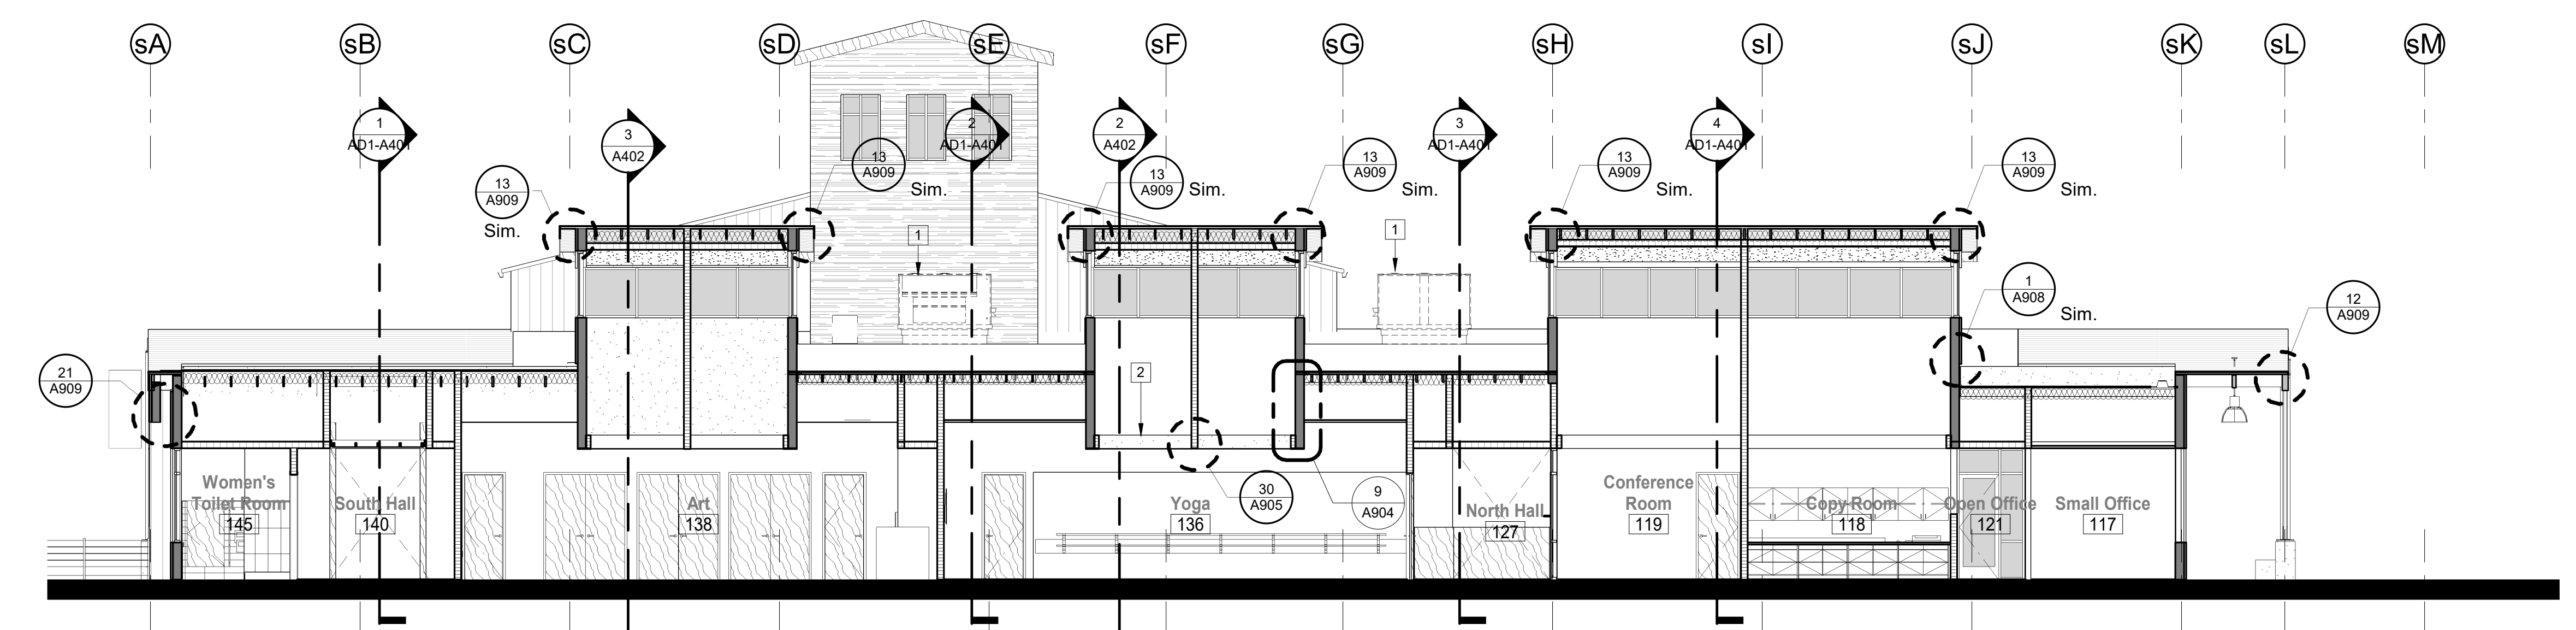 sA
sB
sC
sD
sE
sF
sG
sH
sI
sJ
sK
sL
sM
1
AD1-A401
3
A402
2
AD1-A401
2
A402
3
AD1-A401
4
AD1-A401
13
A909
Sim.
13
A909
Sim.
13
A909
Sim.
13
A909
Sim.
13
A909
Sim.
13
A909
Sim.
1
1
1
A908
Sim.
12
A909
21
A909
2
Women's
Toilet Room
145
South Hall
140
Art
138
Yoga
136
30
A905
9
A904
North Hall
127
Conference
Room
119
Copy Room
118
Open Office
121
Small Office
117